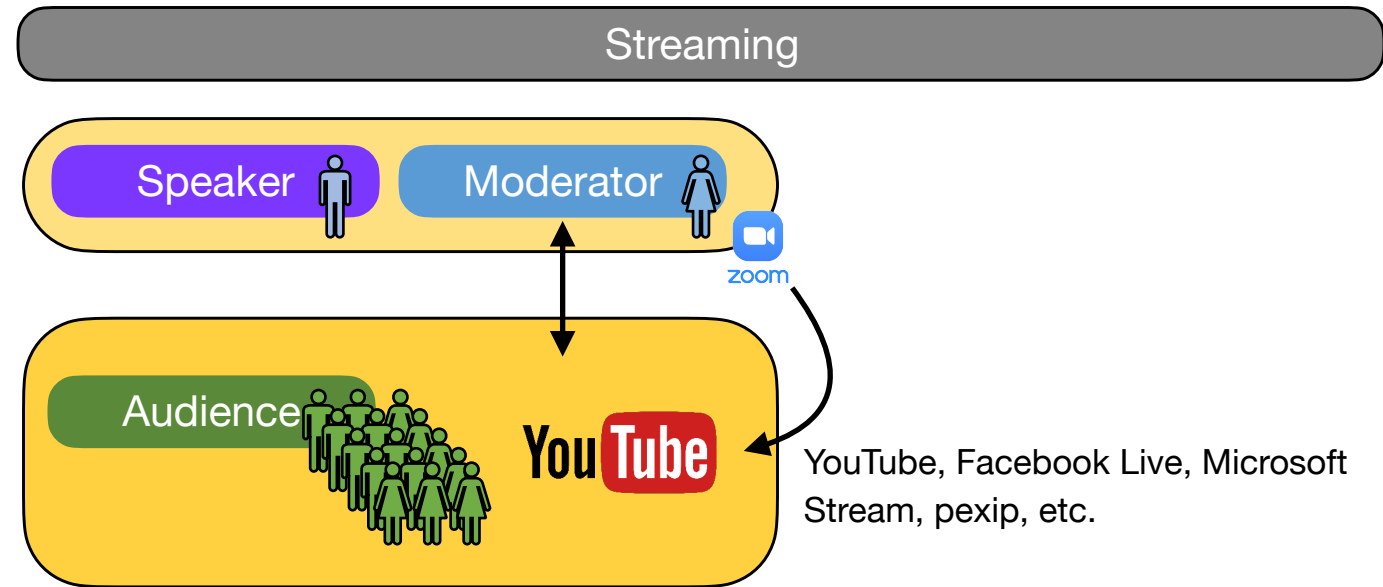 Streaming
Speaker
Moderator
zoom
Audience
YouTube
YouTube, Facebook Live, Microsoft
Stream, pexip, etc.